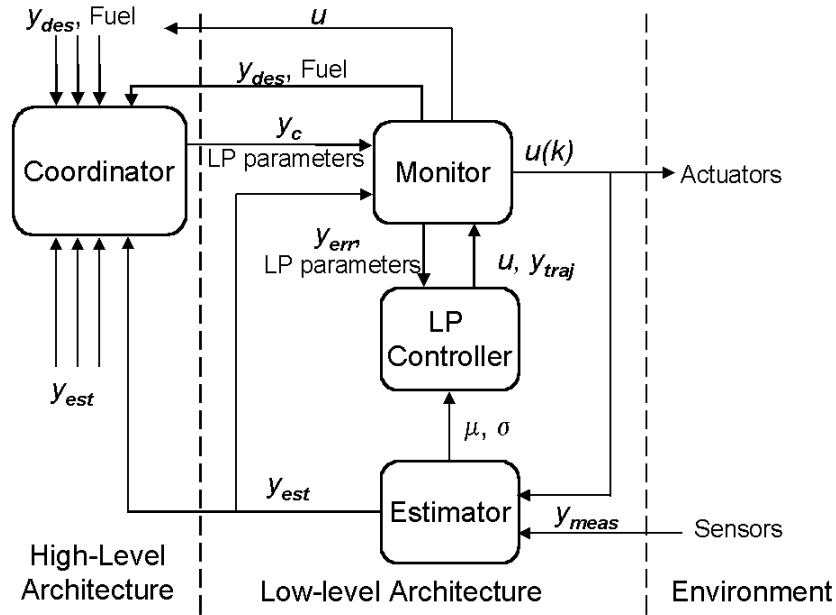 y_des, Fuel
u
y_des, Fuel
Coordinator
y_c
LP parameters
Monitor
u(k)
Actuators
y_err,
LP parameters
u, y_traj
LP
Controller
y_est
μ, σ
y_est
Estimator
y_meas
Sensors
High-Level
Architecture
Low-level Architecture
Environment